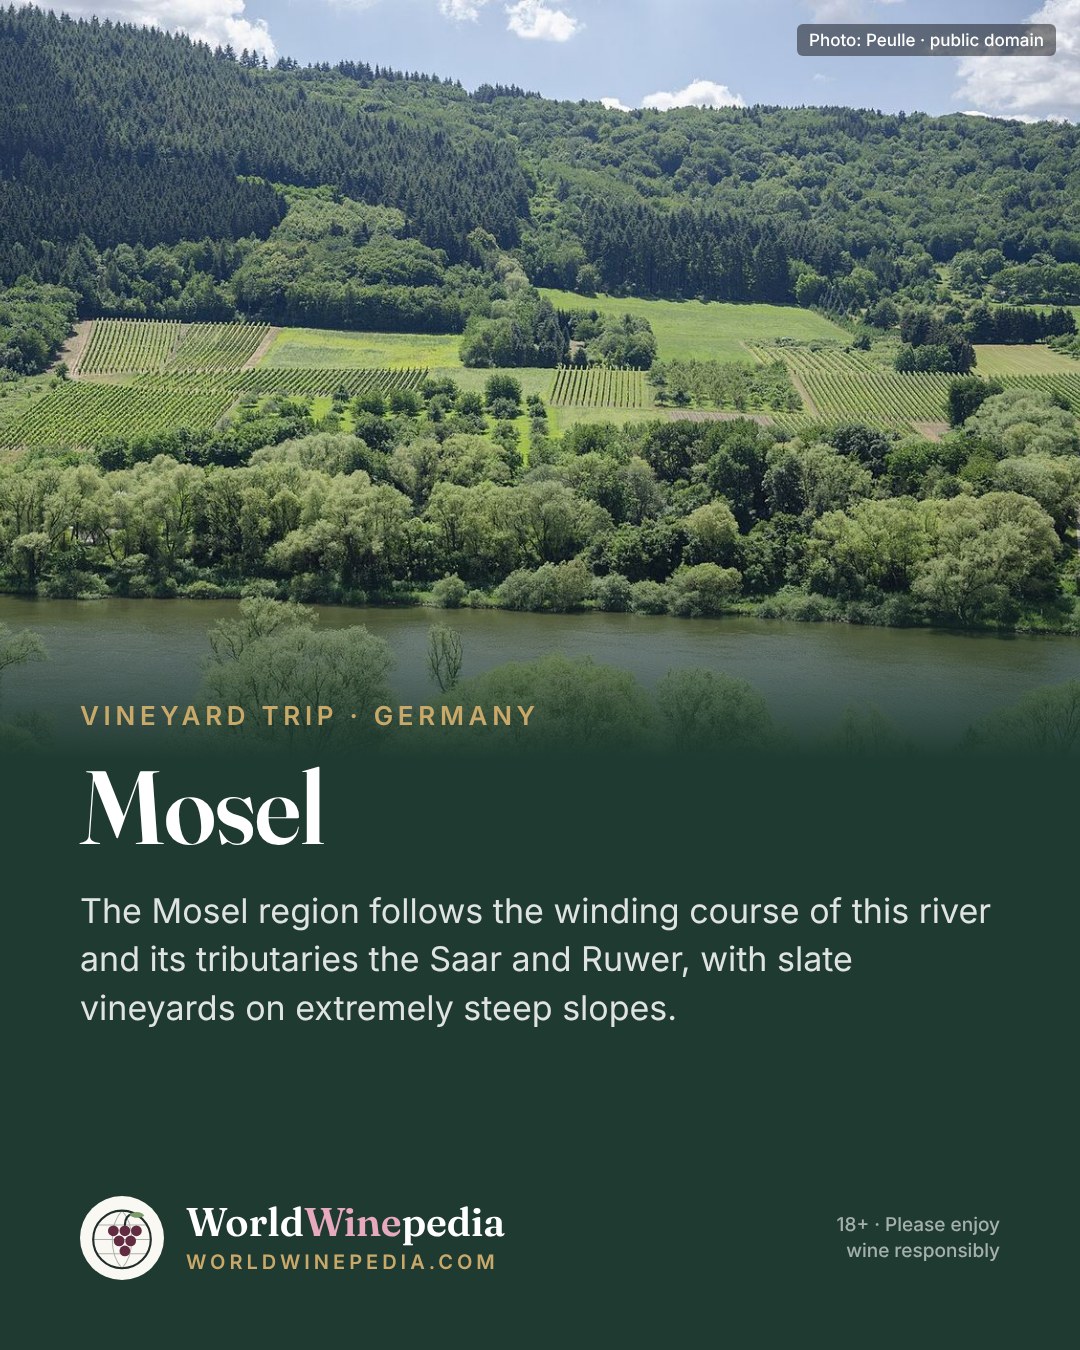 Photo: Peulle · public domain
VINEYARD TRIP · GERMANY
Mosel
The Mosel region follows the winding course of this river
and its tributaries the Saar and Ruwer, with slate
vineyards on extremely steep slopes.
WorldWinepedia
WORLDWINEPEDIA.COM
18+ · Please enjoy
wine responsibly